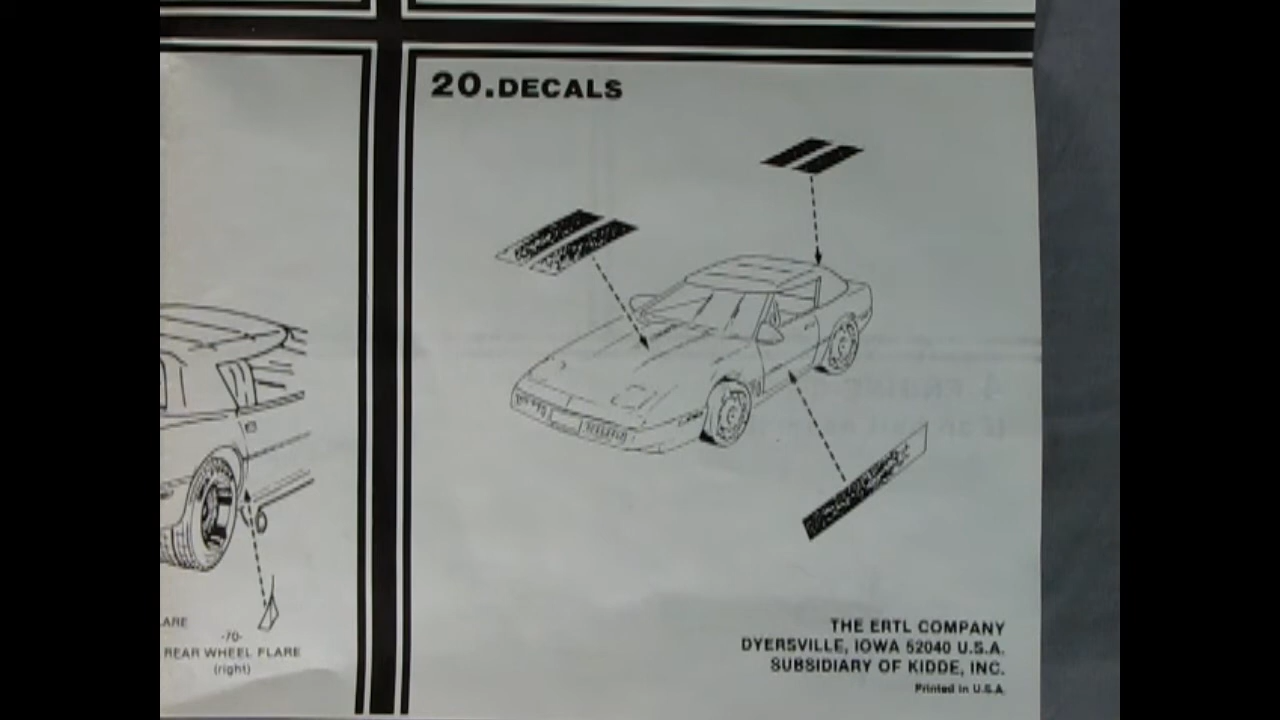 20.DECALS
ARE
-70-
REAR WHEEL FLARE
(right)
THE ERTL COMPANY
DYERSVILLE, IOWA 52040 U.S.A.
SUBSIDIARY OF KIDDE, INC.
Printed in U.S.A.